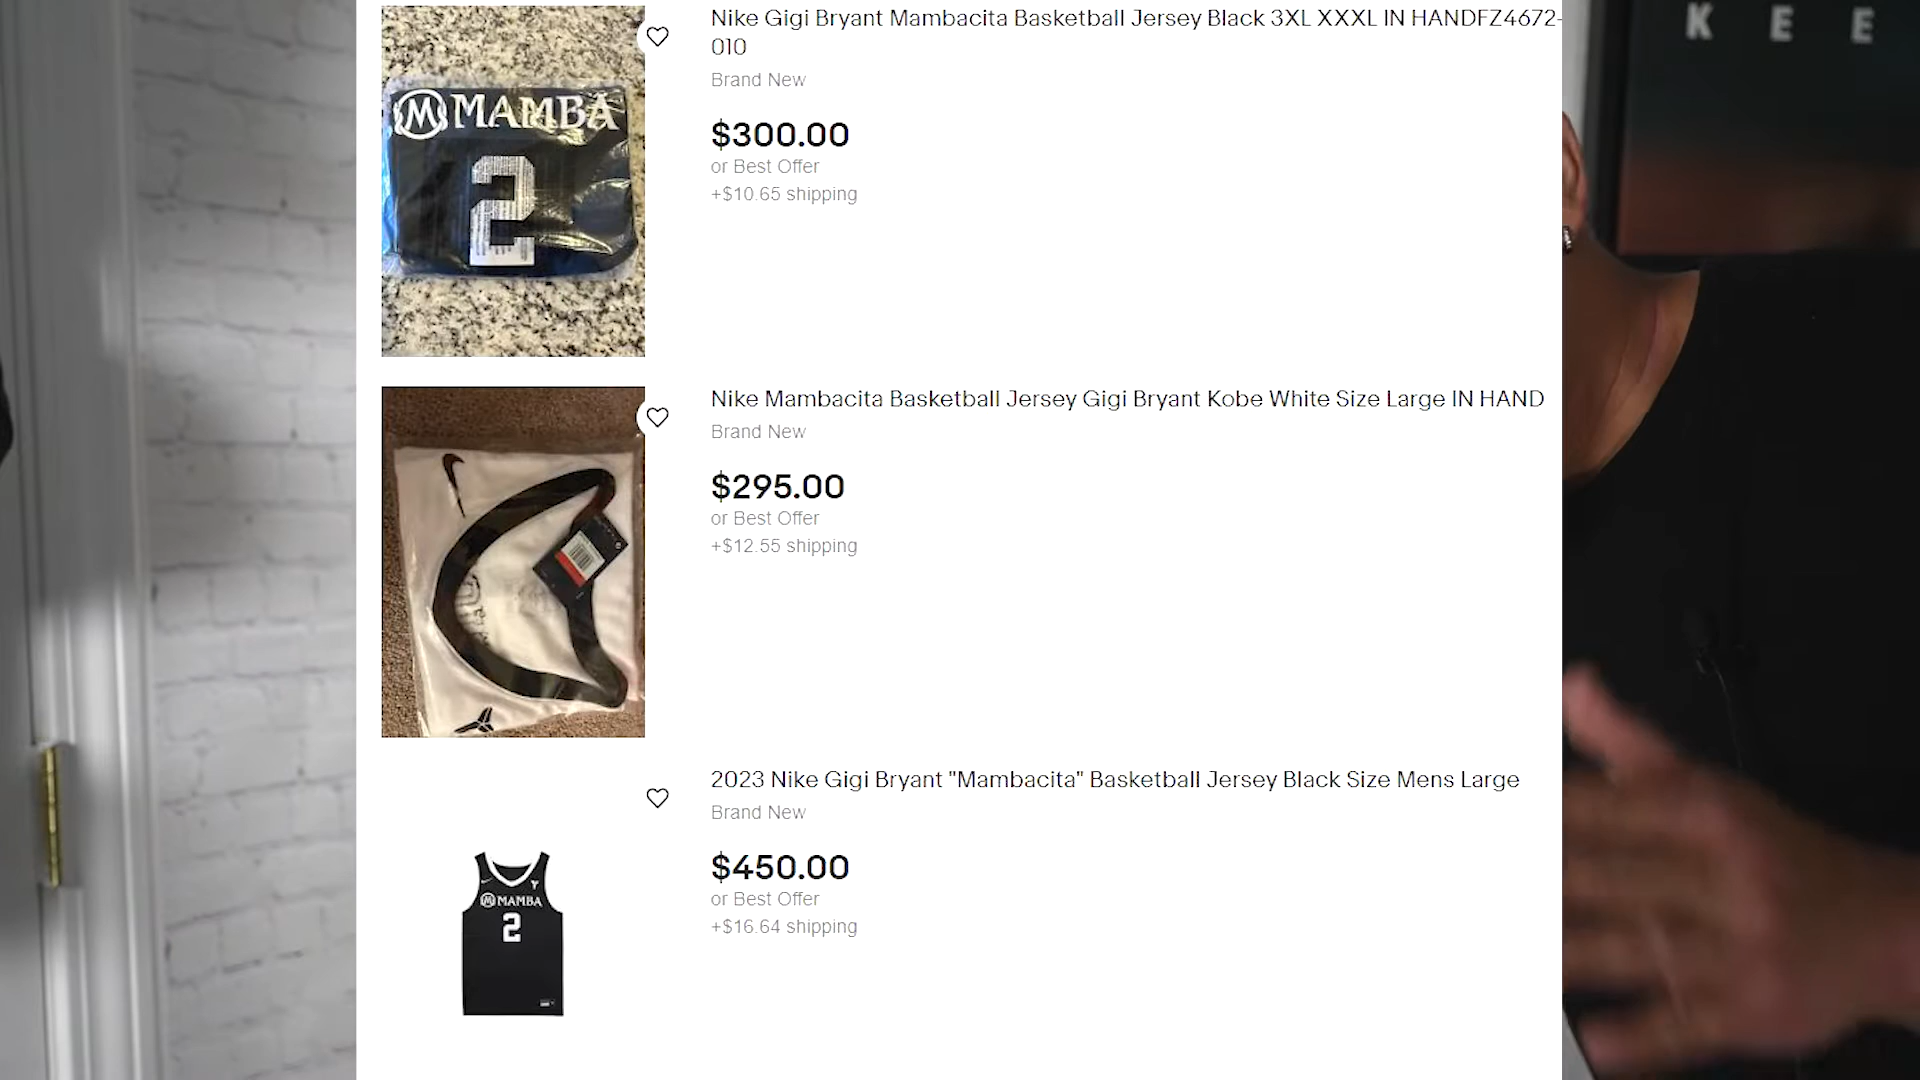 Nike Gigi Bryant Mambacita Basketball Jersey Black 3XL XXXL IN HANDFZ4672-
010
Brand New
$300.00
or Best Offer
+$10.65 shipping
M MAMBA
2
Nike Mambacita Basketball Jersey Gigi Bryant Kobe White Size Large IN HAND
Brand New
$295.00
or Best Offer
+$12.55 shipping
2023 Nike Gigi Bryant "Mambacita" Basketball Jersey Black Size Mens Large
Brand New
$450.00
or Best Offer
+$16.64 shipping
M MAMBA
2
K E E